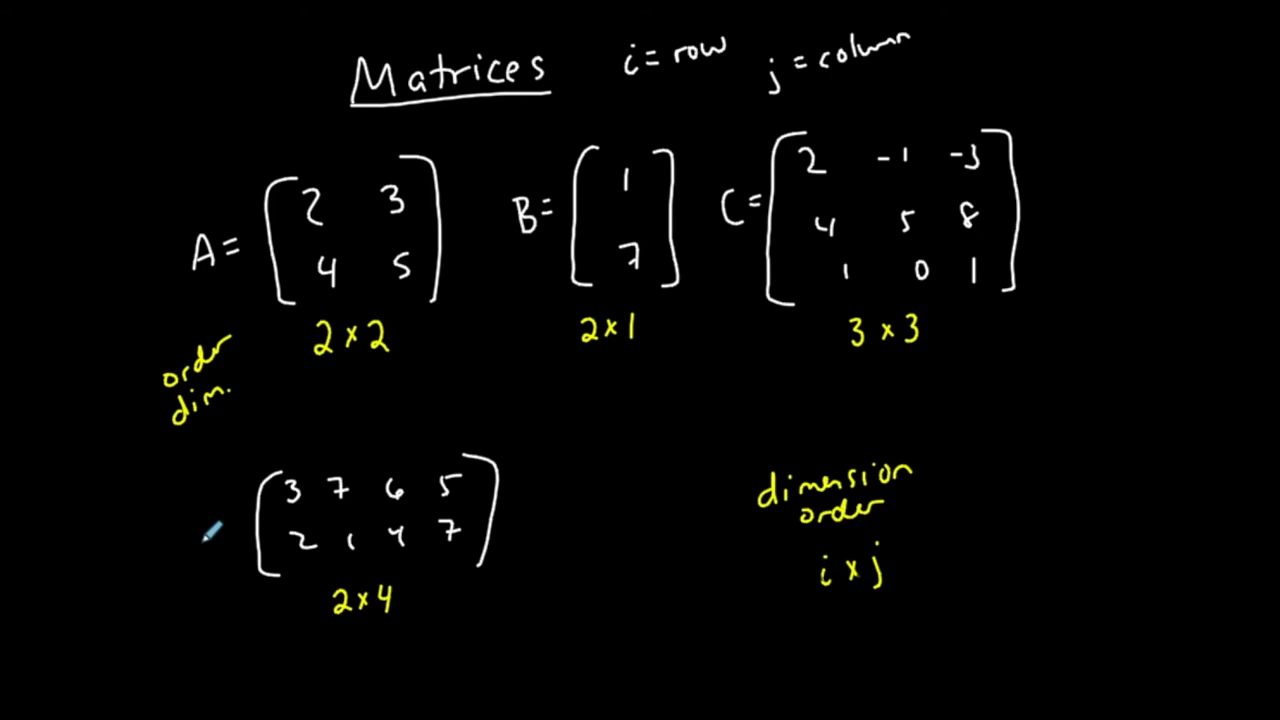 Matrices i = row j = column
A = [ 2 3
4 5 ]
B = [ 1
7 ]
C = [ 2 -1 -3
4 5 8
1 0 1 ]
2 × 2 2 × 1 3 × 3
order
dim.
[ 3 7 6 5
2 1 4 7 ]
2 × 4
dimension
order
i × j